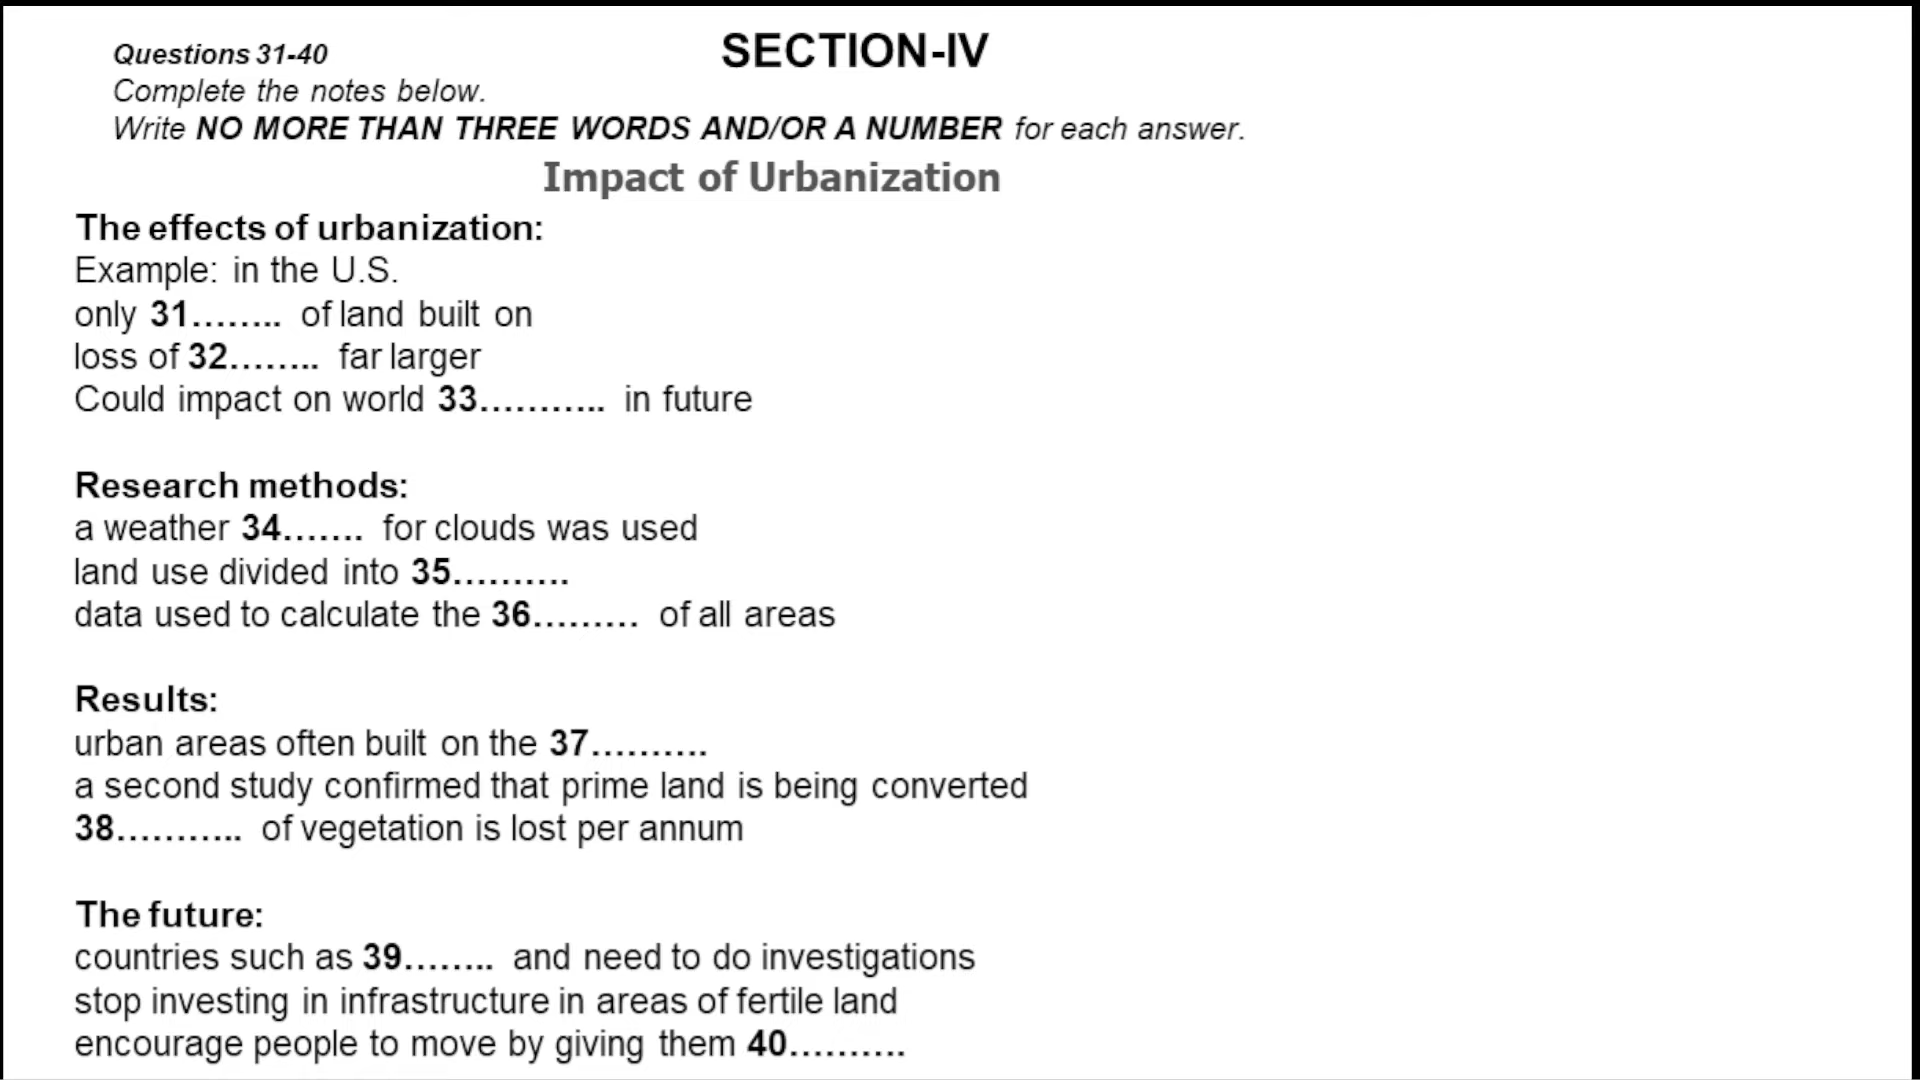 SECTION-IV
Questions 31-40
Complete the notes below.
Write NO MORE THAN THREE WORDS AND/OR A NUMBER for each answer.
Impact of Urbanization
The effects of urbanization:
Example: in the U.S.
only 31........ of land built on
loss of 32........ far larger
Could impact on world 33........... in future
Research methods:
a weather 34....... for clouds was used
land use divided into 35..........
data used to calculate the 36......... of all areas
Results:
urban areas often built on the 37..........
a second study confirmed that prime land is being converted
38........... of vegetation is lost per annum
The future:
countries such as 39........ and need to do investigations
stop investing in infrastructure in areas of fertile land
encourage people to move by giving them 40..........